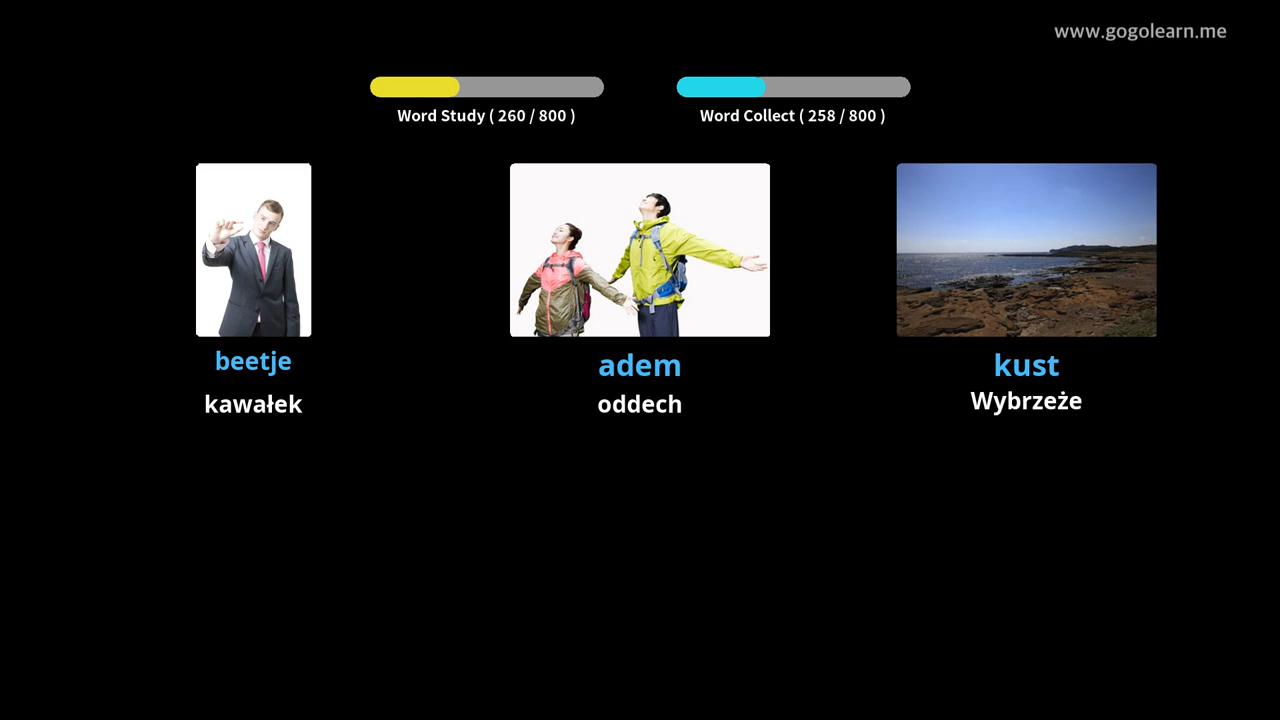 www.gogolearn.me
Word Study ( 260 / 800 )
Word Collect ( 258 / 800 )
beetje
adem
kust
kawałek
oddech
Wybrzeże